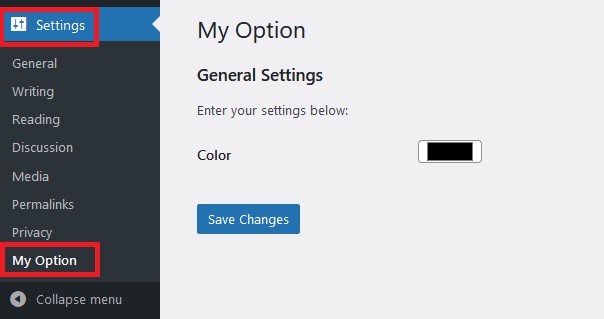 Settings
General
Writing
Reading
Discussion
Media
Permalinks
Privacy
My Option
Collapse menu
My Option
General Settings
Enter your settings below:
Color
Save Changes